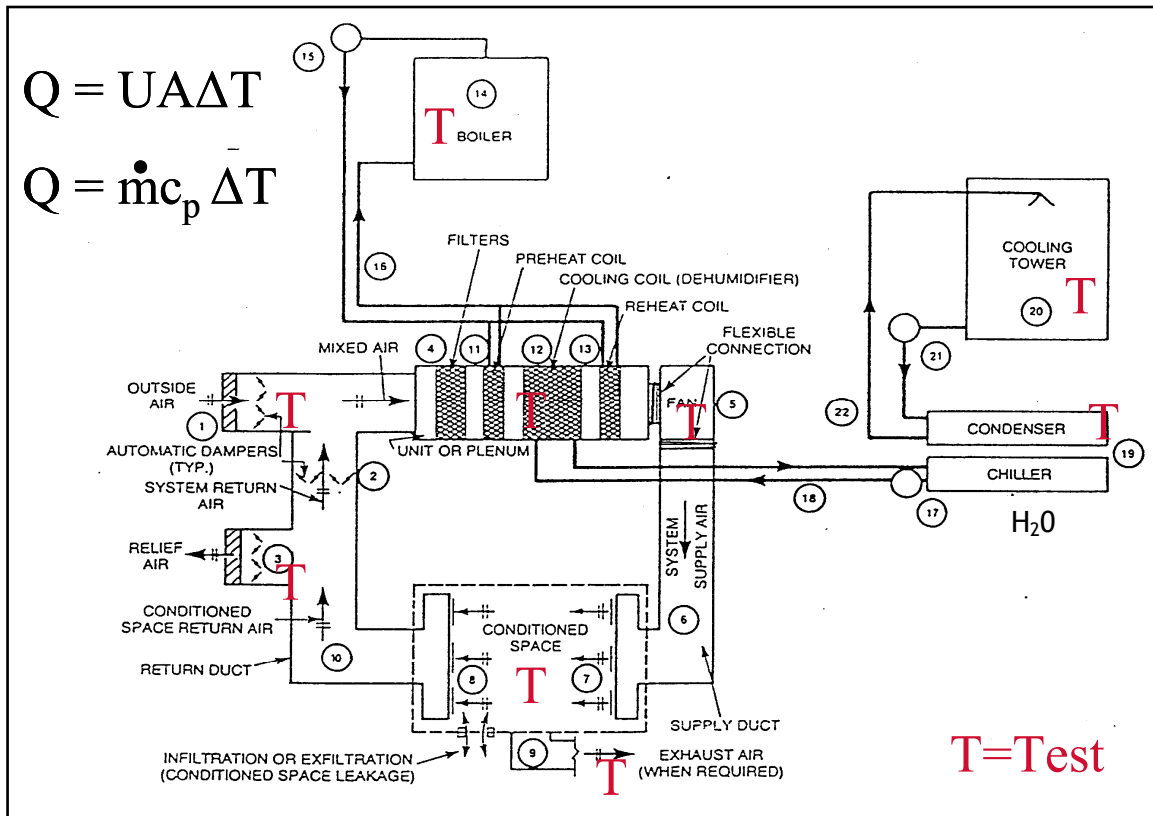 Q = UAΔT
Q = ṁcp ΔT
15
14
T
BOILER
16
FILTERS
PREHEAT COIL
COOLING COIL (DEHUMIDIFIER)
REHEAT COIL
FLEXIBLE
CONNECTION
COOLING
TOWER
T
20
21
22
4
11
12
13
MIXED AIR
OUTSIDE
AIR
1
T
T
FAN
T
5
CONDENSER
T
19
CHILLER
17
18
H₂0
UNIT OR PLENUM
AUTOMATIC DAMPERS
(TYP.)
2
SYSTEM RETURN
AIR
RELIEF
AIR
3
T
SYSTEM
SUPPLY AIR
CONDITIONED
SPACE RETURN AIR
10
RETURN DUCT
CONDITIONED
SPACE
T
8
7
6
SUPPLY DUCT
INFILTRATION OR EXFILTRATION
(CONDITIONED SPACE LEAKAGE)
9
T
EXHAUST AIR
(WHEN REQUIRED)
T=Test